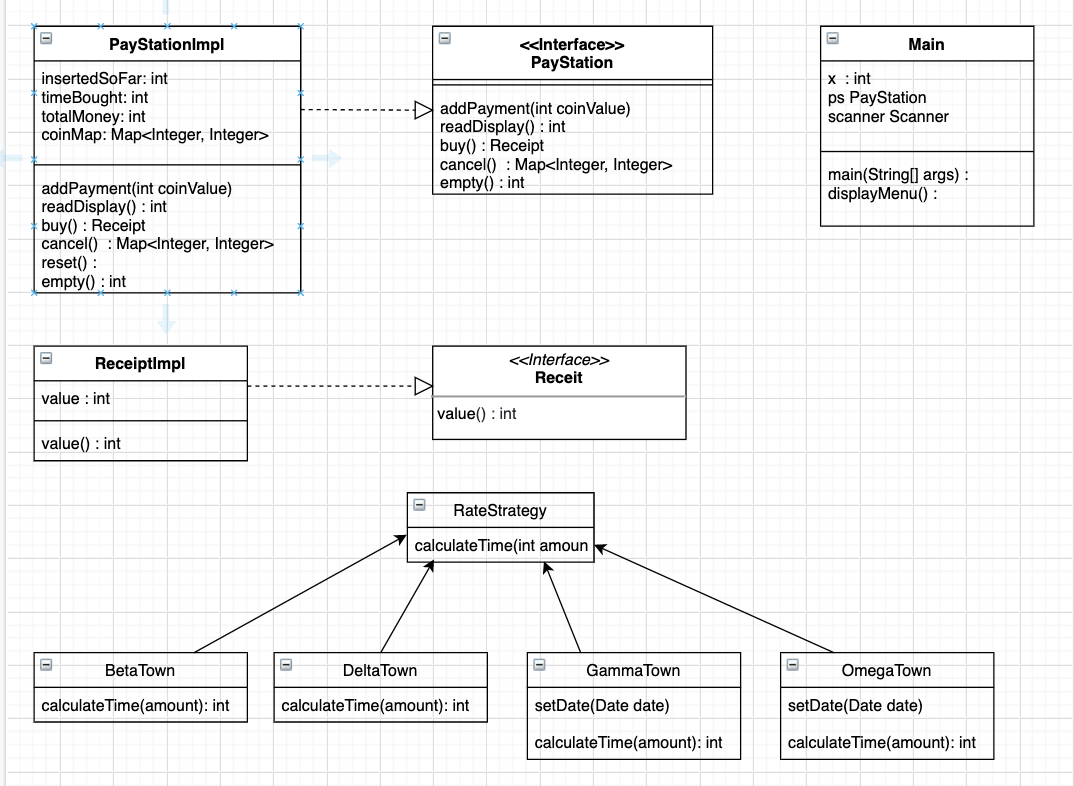 PayStationImpl
insertedSoFar: int
timeBought: int
totalMoney: int
coinMap: Map<Integer, Integer>
addPayment(int coinValue)
readDisplay() : int
buy() : Receipt
cancel()  : Map<Integer, Integer>
reset() :
empty() : int
<<Interface>>
PayStation
addPayment(int coinValue)
readDisplay() : int
buy() : Receipt
cancel()  : Map<Integer, Integer>
empty() : int
Main
x  : int
ps PayStation
scanner Scanner
main(String[] args) :
displayMenu() :
ReceiptImpl
value : int
value() : int
<<Interface>>
Receit
value() : int
RateStrategy
calculateTime(int amoun
BetaTown
calculateTime(amount): int
DeltaTown
calculateTime(amount): int
GammaTown
setDate(Date date)
calculateTime(amount): int
OmegaTown
setDate(Date date)
calculateTime(amount): int